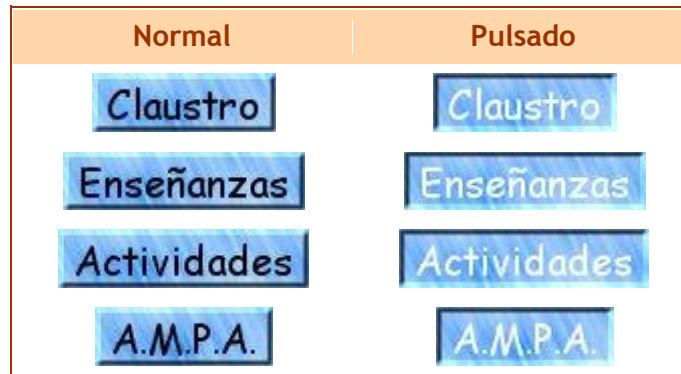 Normal Pulsado
Claustro Claustro
Enseñanzas Enseñanzas
Actividades Actividades
A.M.P.A. A.M.P.A.